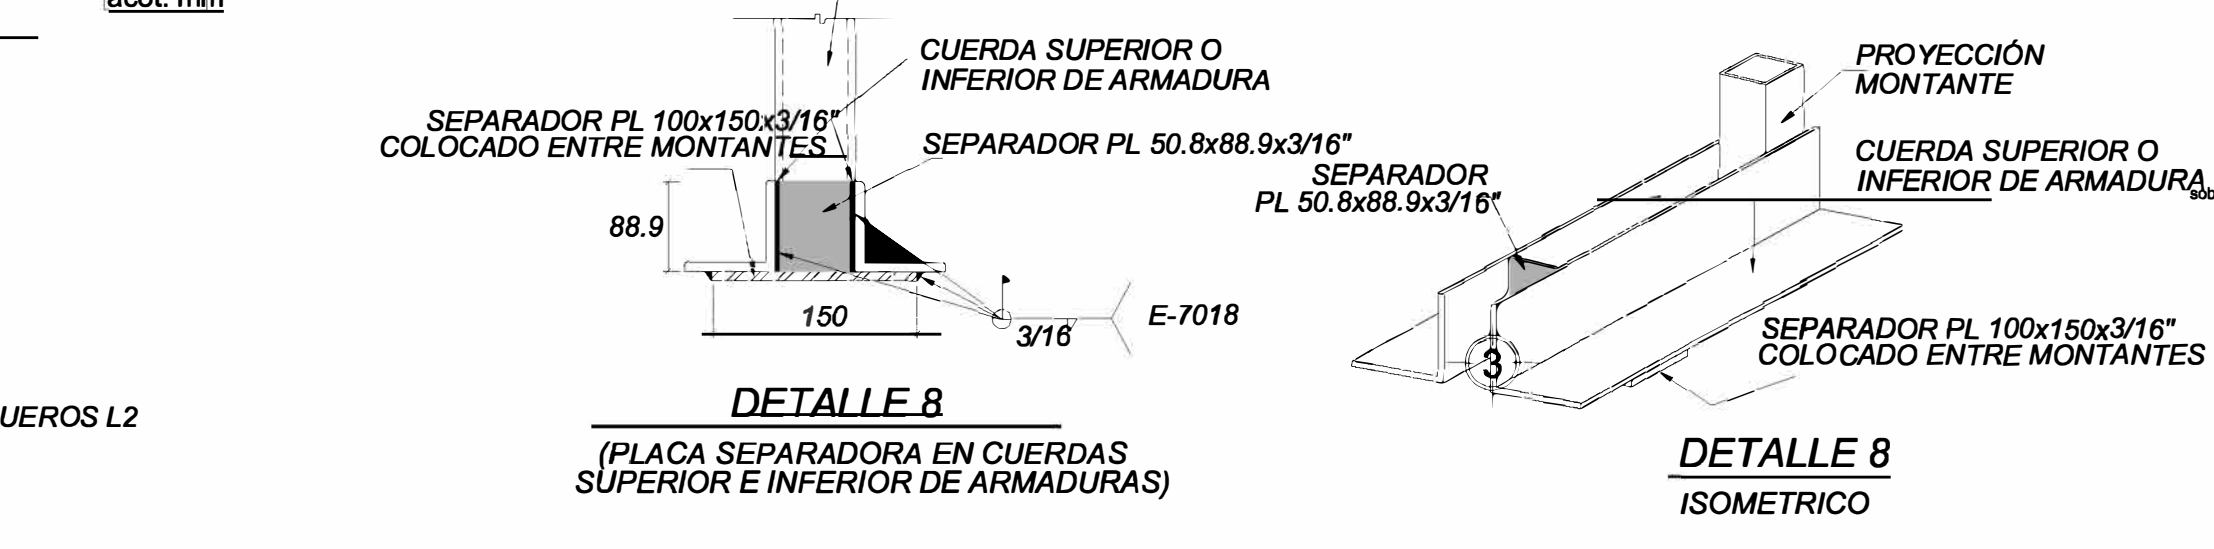 acot. mm
CUERDA SUPERIOR O
INFERIOR DE ARMADURA
SEPARADOR PL 100x150x3/16"
COLOCADO ENTRE MONTANTES
SEPARADOR PL 50.8x88.9x3/16"
88.9
150
3/16
E-7018
DETALLE 8
(PLACA SEPARADORA EN CUERDAS
SUPERIOR E INFERIOR DE ARMADURAS)
UEROS L2
PROYECCIÓN
MONTANTE
CUERDA SUPERIOR O
INFERIOR DE ARMADURA
sob
SEPARADOR
PL 50.8x88.9x3/16"
3
SEPARADOR PL 100x150x3/16"
COLOCADO ENTRE MONTANTES
DETALLE 8
ISOMETRICO